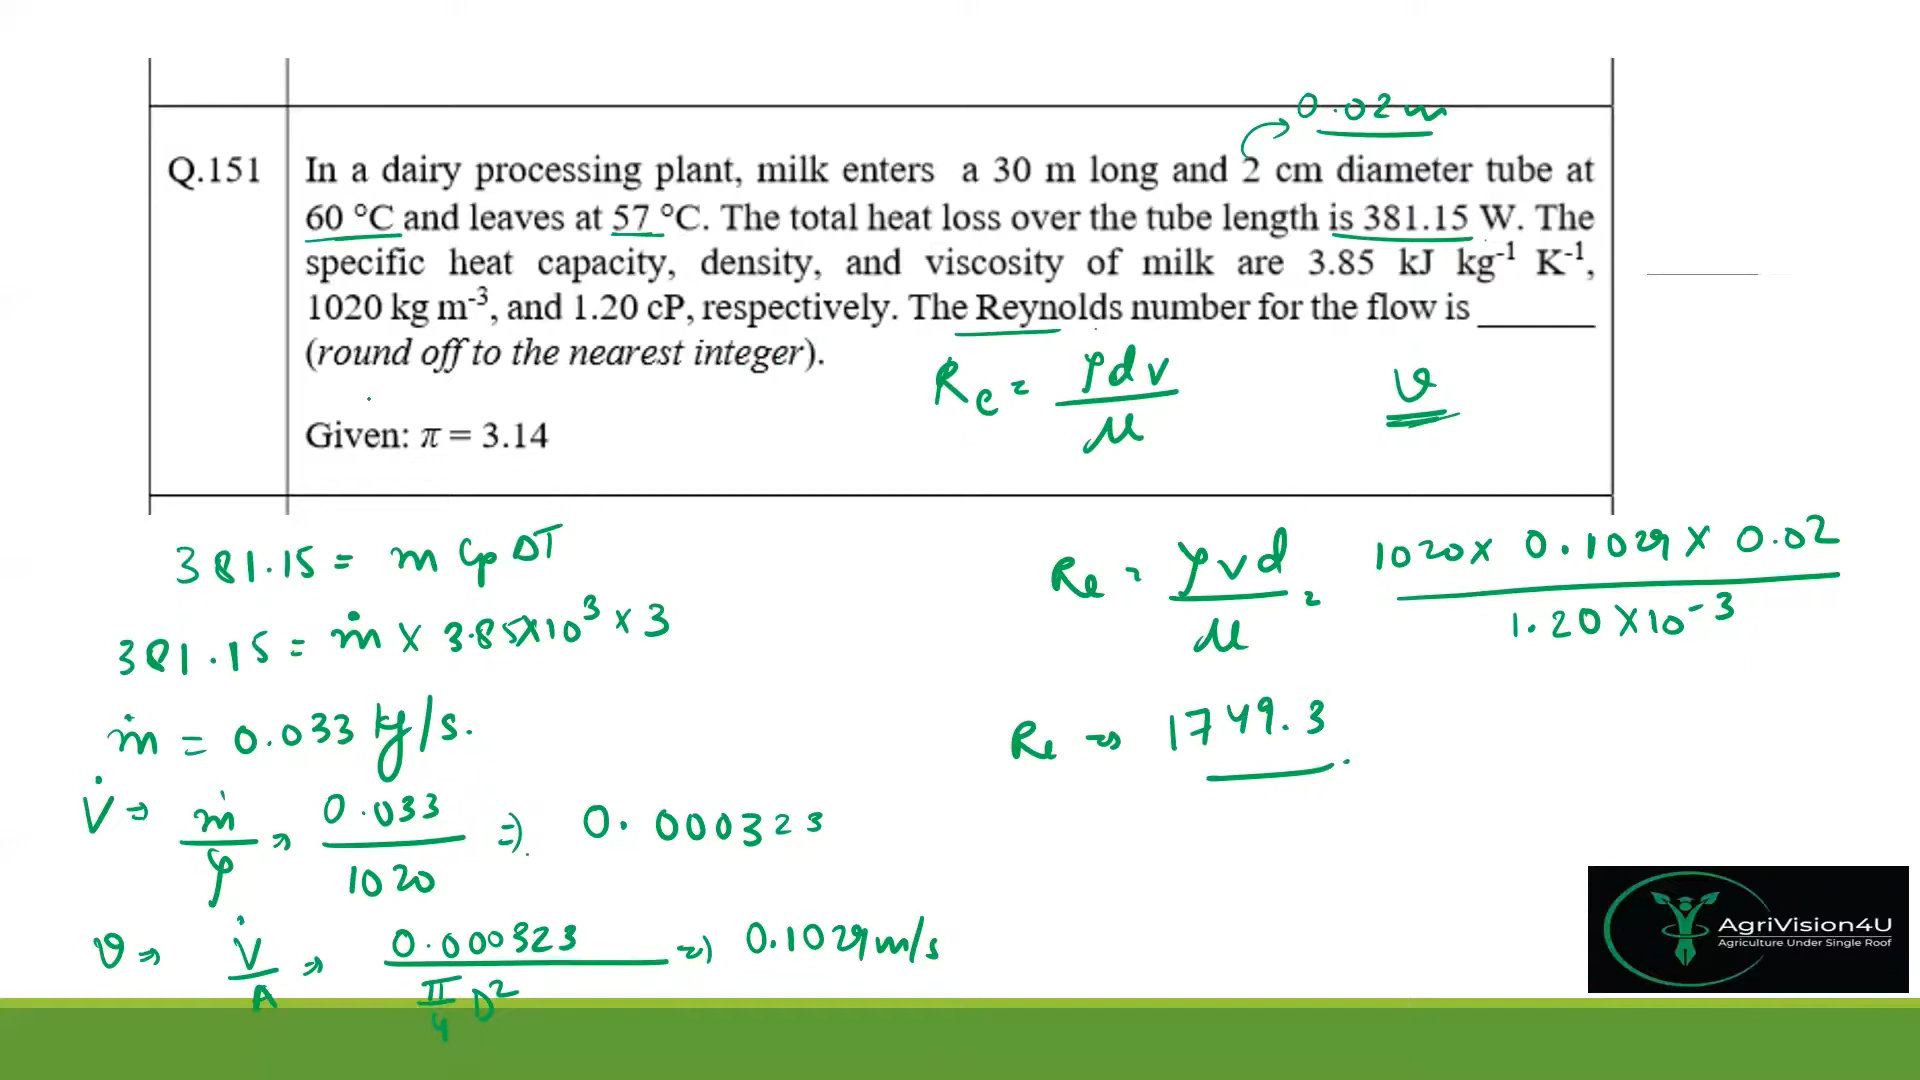 0.02m
Q.151
In a dairy processing plant, milk enters a 30 m long and 2 cm diameter tube at
60 °C and leaves at 57 °C. The total heat loss over the tube length is 381.15 W. The
specific heat capacity, density, and viscosity of milk are 3.85 kJ kg⁻¹ K⁻¹,
1020 kg m⁻³, and 1.20 cP, respectively. The Reynolds number for the flow is ______
(round off to the nearest integer).
Re = ρdv/μ
v
Given: π = 3.14
381.15 = m Cp ΔT
381.15 = ṁ × 3.85×10³ × 3
ṁ = 0.033 kg/s.
V̇ ⇒ ṁ/ρ ⇒ 0.033/1020 ⇒ 0.000323
v ⇒ V̇/A ⇒ 0.000323/(π/4 D²) ⇒ 0.1029 m/s
Re = ρvd/μ = 1020 × 0.1029 × 0.02/1.20×10⁻³
Re ⇒ 1749.3
AgriVision4U
Agriculture Under Single Roof